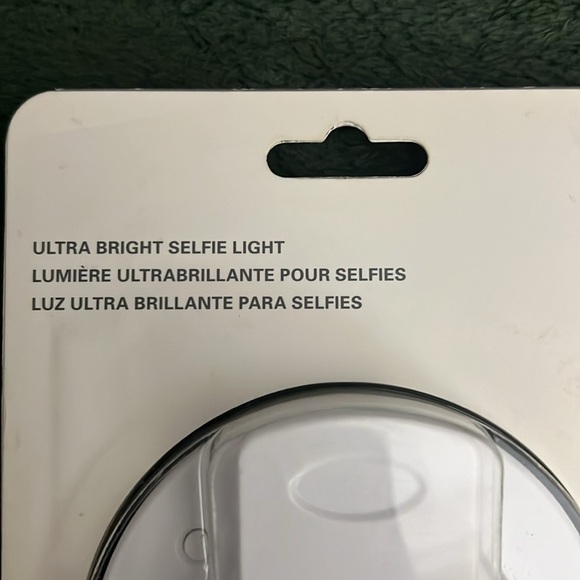 ULTRA BRIGHT SELFIE LIGHT
LUMIÈRE ULTRABRILLANTE POUR SELFIES
LUZ ULTRA BRILLANTE PARA SELFIES